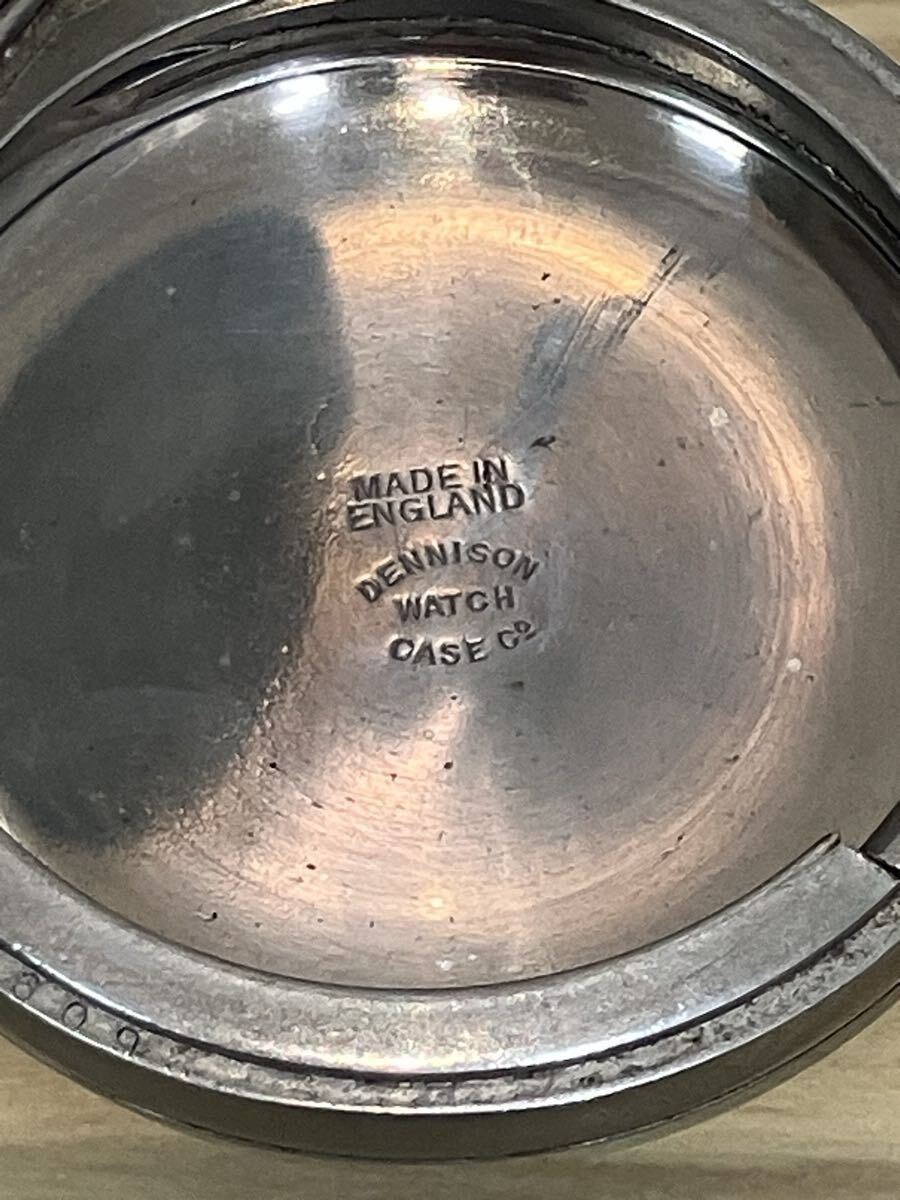 MADE IN
ENGLAND
DENNISON
WATCH
CASE Cº